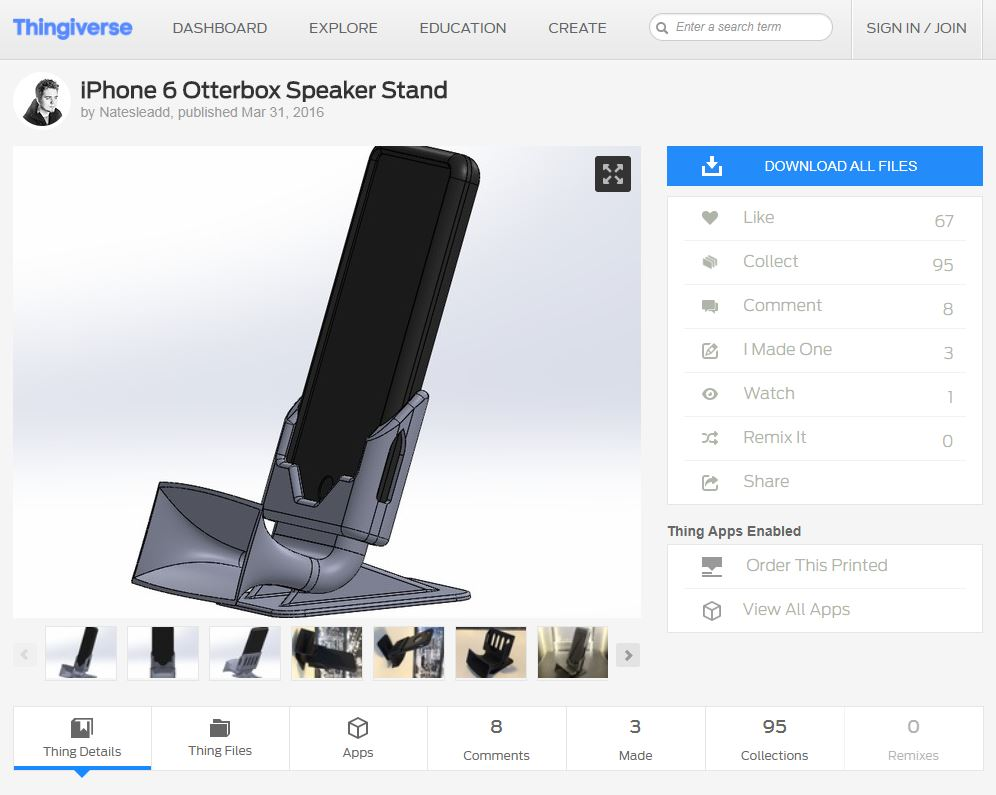 Thingiverse DASHBOARD EXPLORE EDUCATION CREATE Enter a search term SIGN IN / JOIN
iPhone 6 Otterbox Speaker Stand
by Natesleadd, published Mar 31, 2016
DOWNLOAD ALL FILES
Like 67
Collect 95
Comment 8
I Made One 3
Watch 1
Remix It 0
Share
Thing Apps Enabled
Order This Printed
View All Apps
8 3 95 0
Thing Details Thing Files Apps Comments Made Collections Remixes